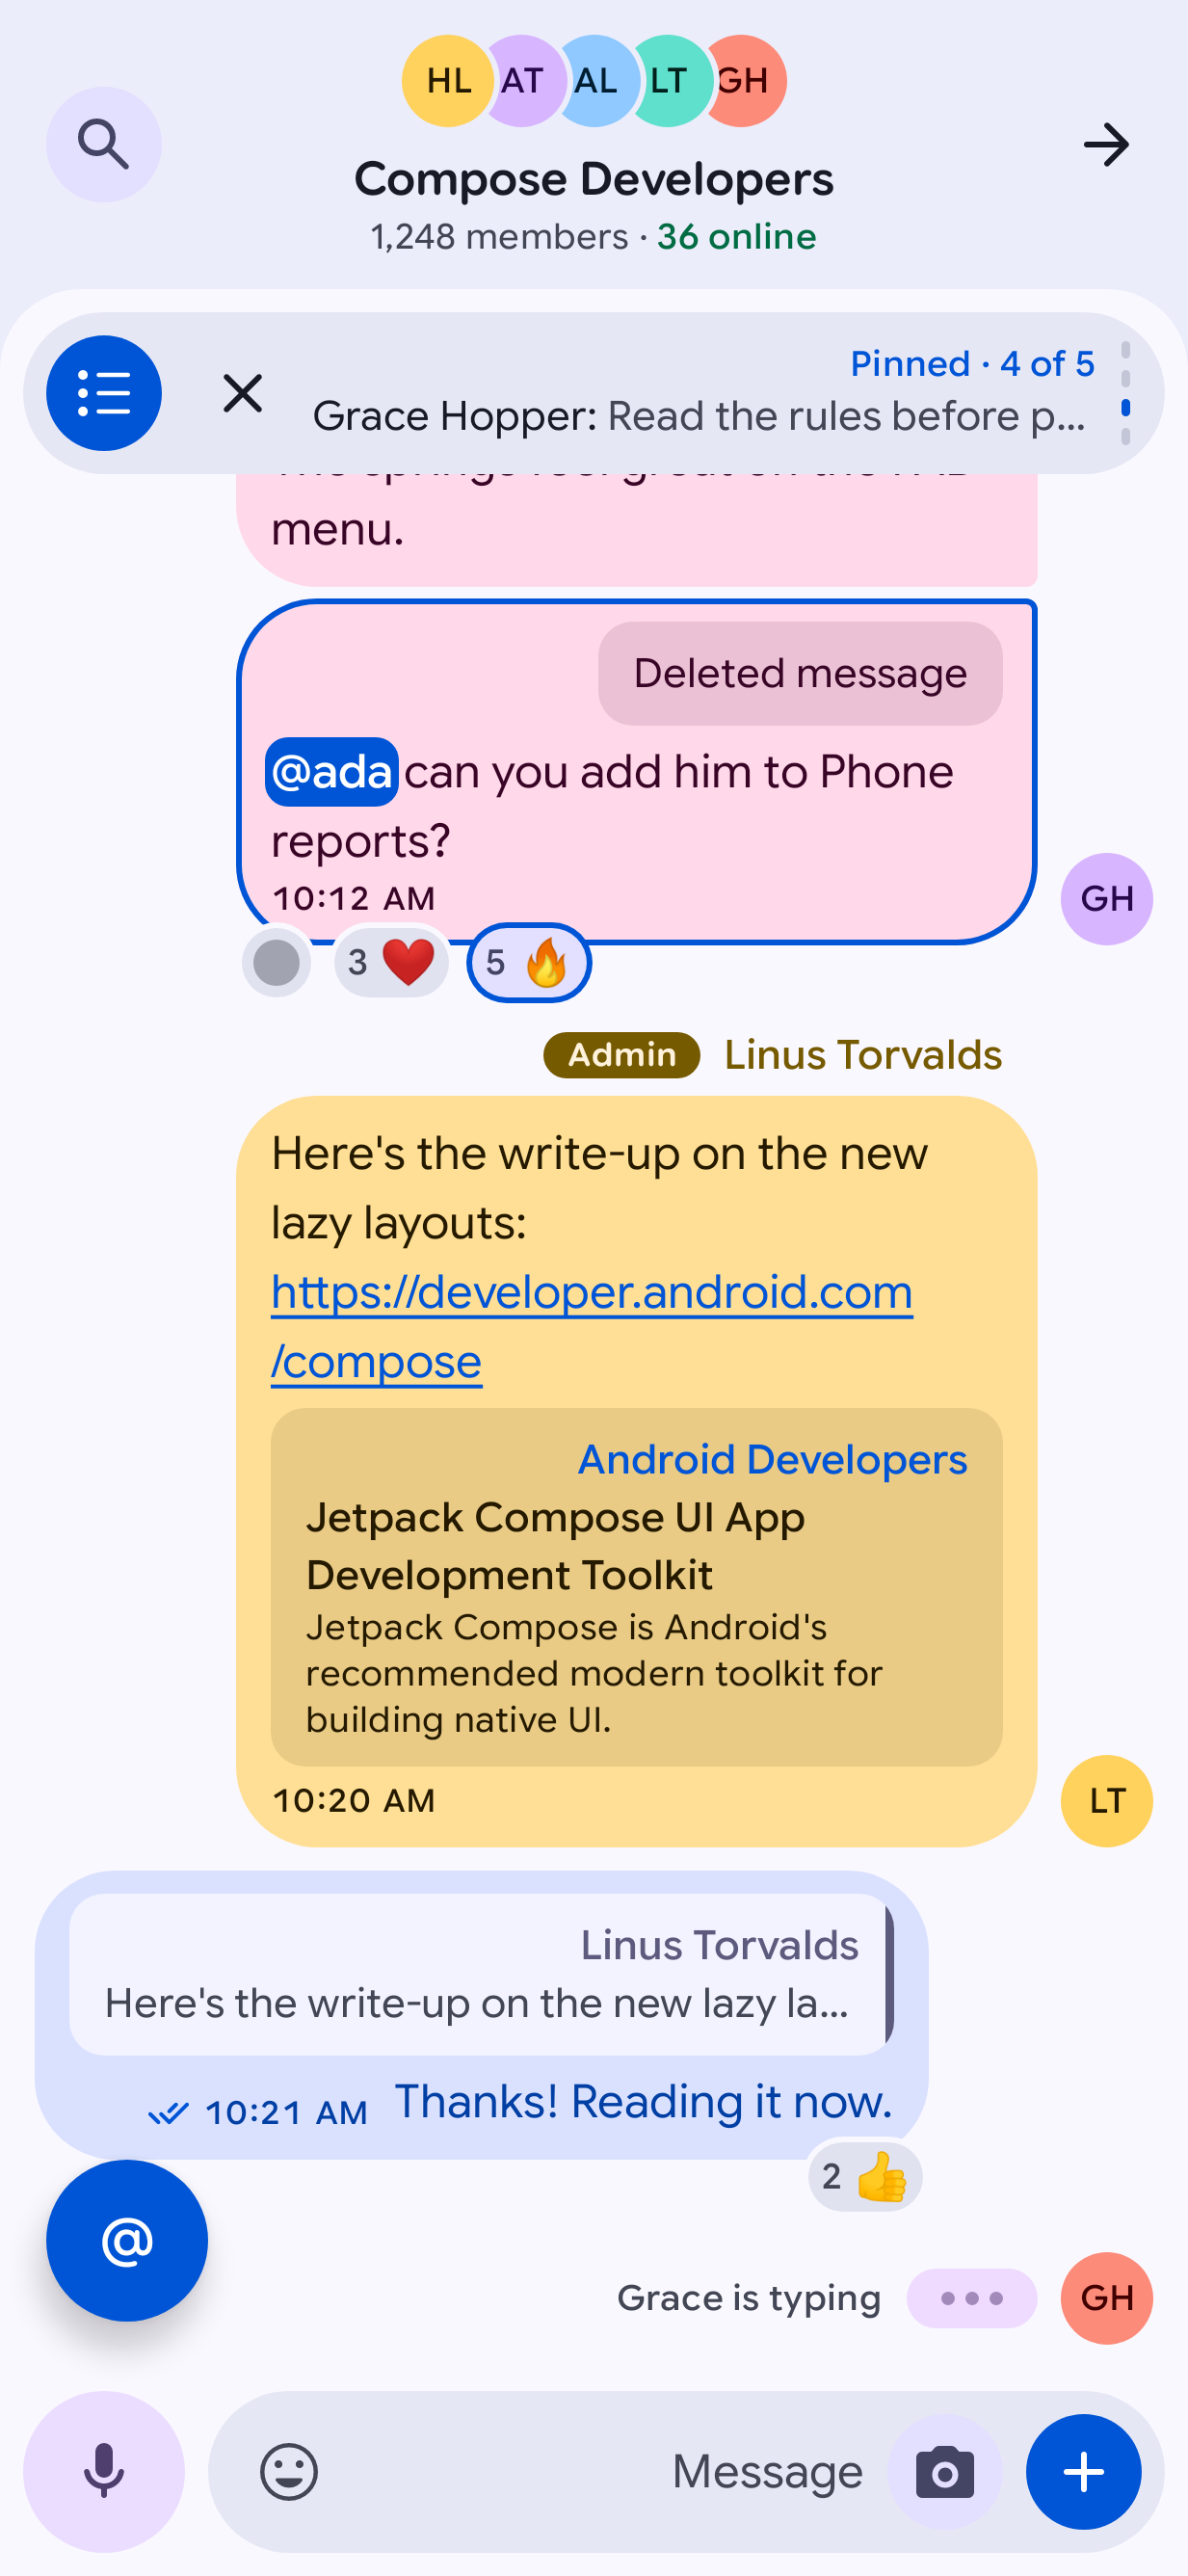 HL AT AL LT GH
Compose Developers
1,248 members · 36 online
Pinned · 4 of 5
Grace Hopper: Read the rules before p...
menu.
Deleted message
@ada can you add him to Phone
reports?
10:12 AM
GH
3 ❤️ 5 🔥
Admin Linus Torvalds
Here's the write-up on the new
lazy layouts:
https://developer.android.com
/compose
Android Developers
Jetpack Compose UI App
Development Toolkit
Jetpack Compose is Android's
recommended modern toolkit for
building native UI.
10:20 AM
LT
Linus Torvalds
Here's the write-up on the new lazy la...
10:21 AM Thanks! Reading it now.
2 👍
@
Grace is typing
GH
Message